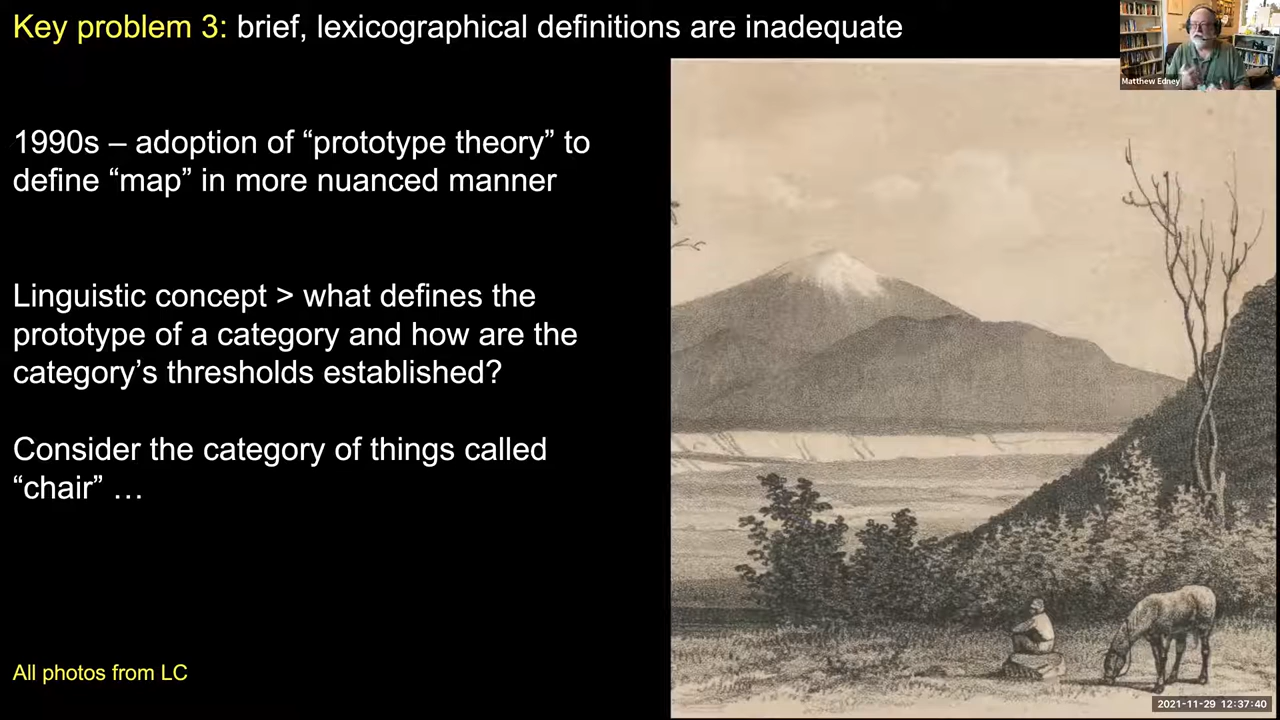 Key problem 3: brief, lexicographical definitions are inadequate
Matthew Edney
1990s – adoption of “prototype theory” to
define “map” in more nuanced manner
Linguistic concept > what defines the
prototype of a category and how are the
category’s thresholds established?
Consider the category of things called
“chair” …
All photos from LC
2021-11-29 12:37:40